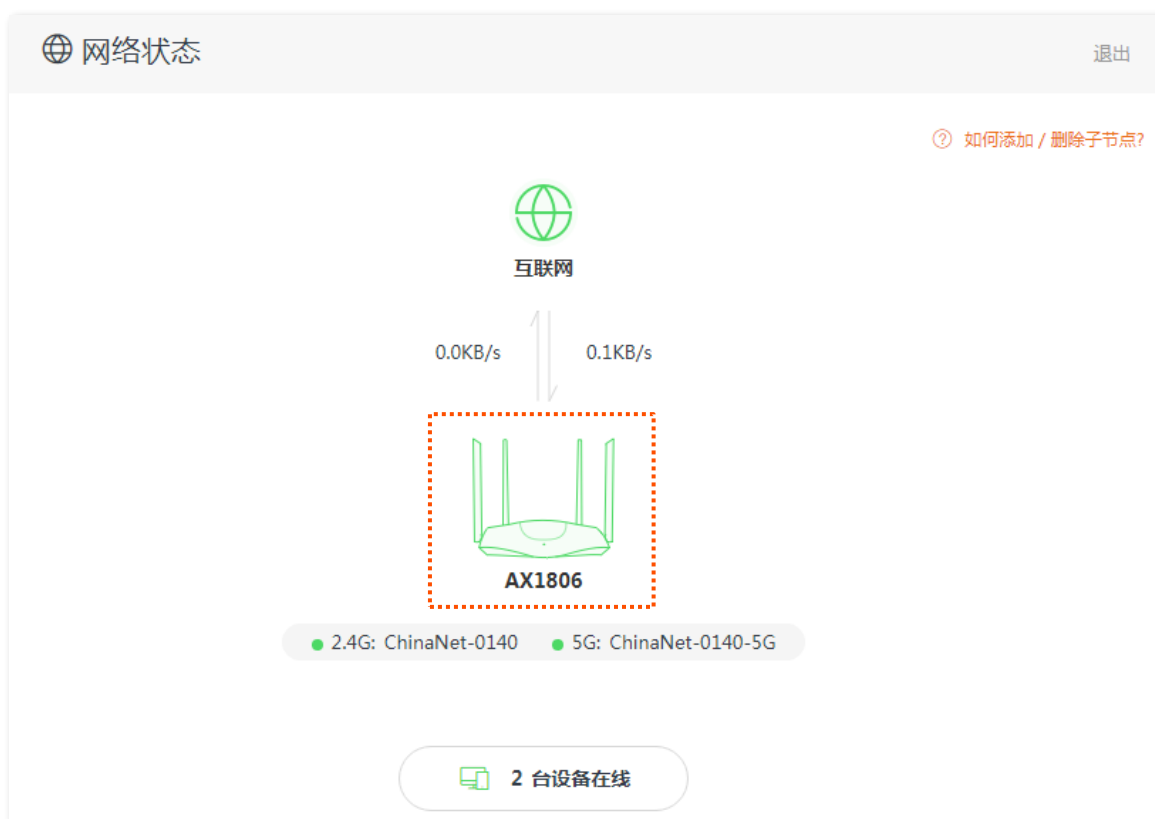 网络状态
退出
? 如何添加 / 删除子节点?
互联网
0.0KB/s 0.1KB/s
AX1806
2.4G: ChinaNet-0140 5G: ChinaNet-0140-5G
2 台设备在线